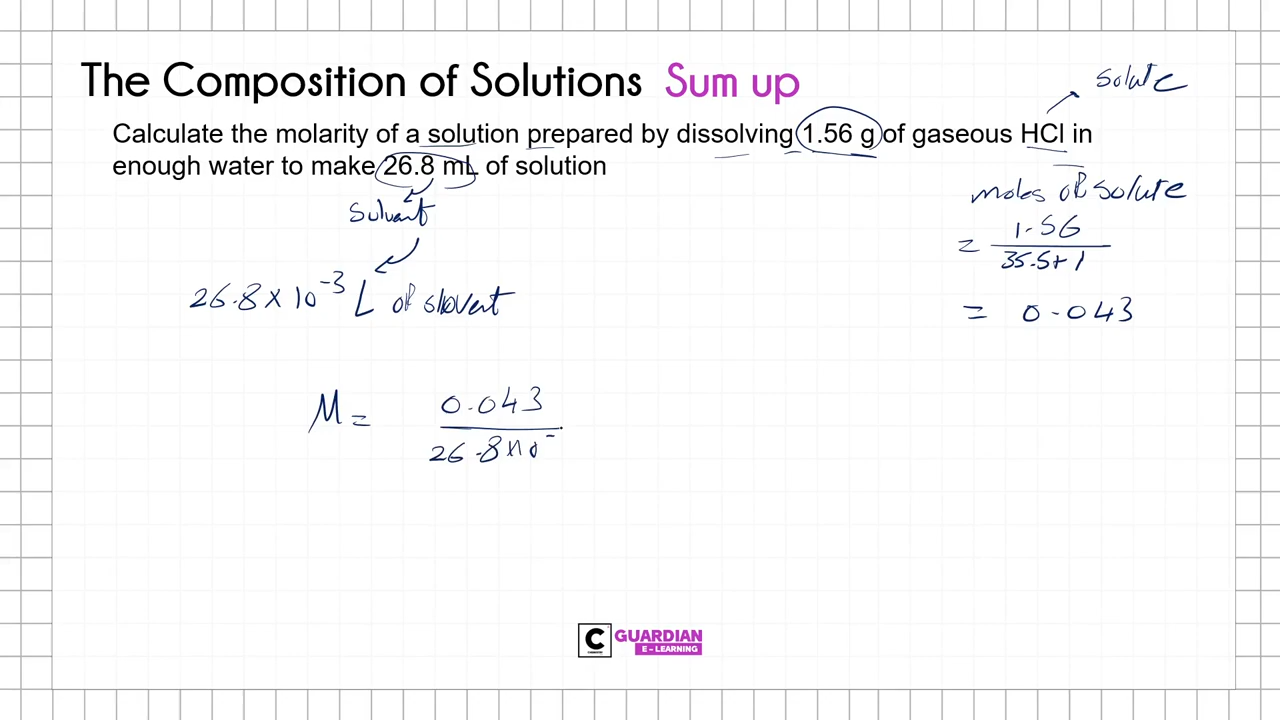 The Composition of Solutions Sum up
solute
Calculate the molarity of a solution prepared by dissolving 1.56 g of gaseous HCl in
enough water to make 26.8 mL of solution
solvent
moles of solute
= 1.56
35.5+1
= 0.043
26.8 × 10⁻³ L of slovent
M = 0.043
26.8×10⁻
C
GUARDIAN
E - LEARNING